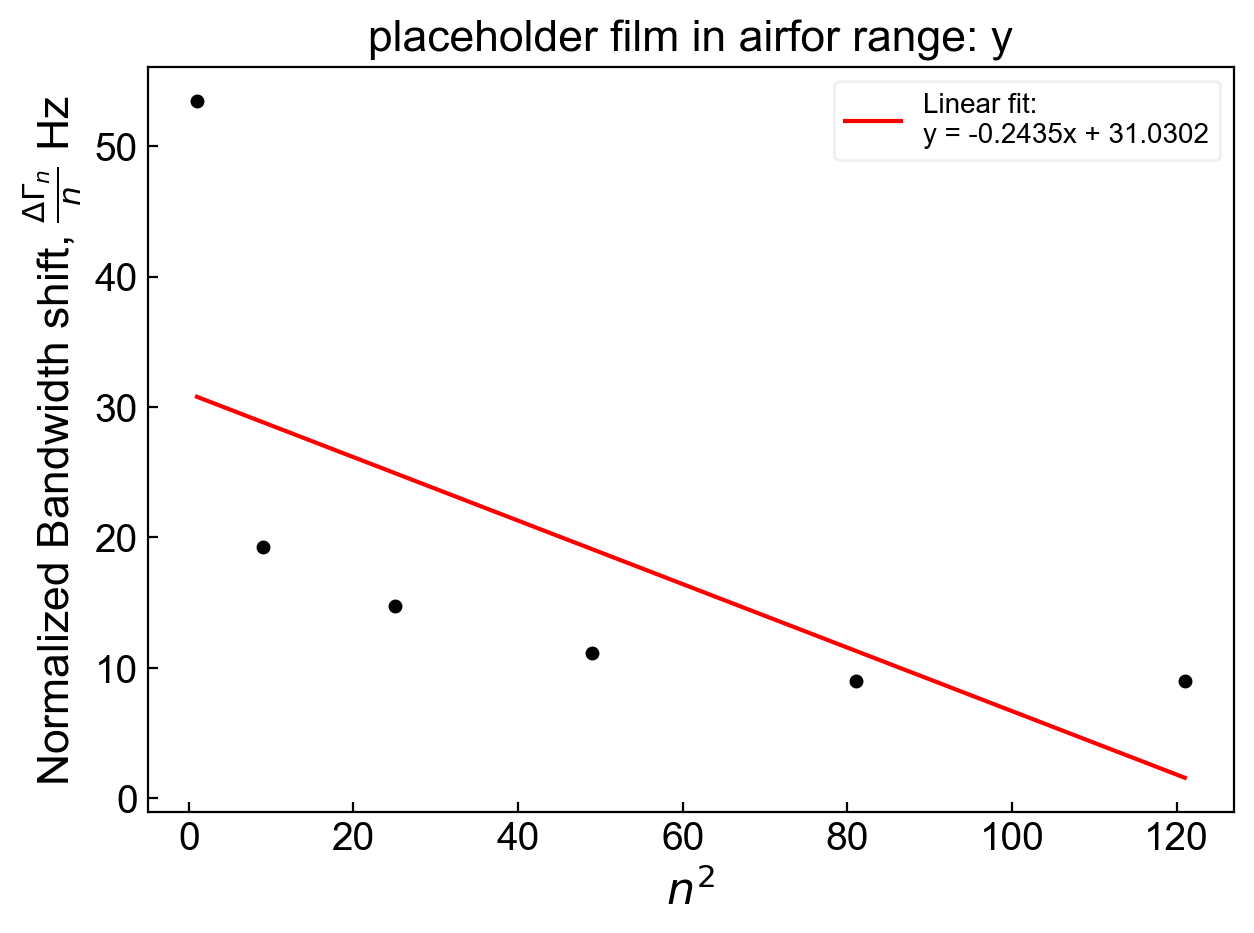 placeholder film in airfor range: y
Normalized Bandwidth shift, ΔΓn/n Hz
50
40
30
20
10
0
Linear fit:
y = -0.2435x + 31.0302
0 20 40 60 80 100 120
n²